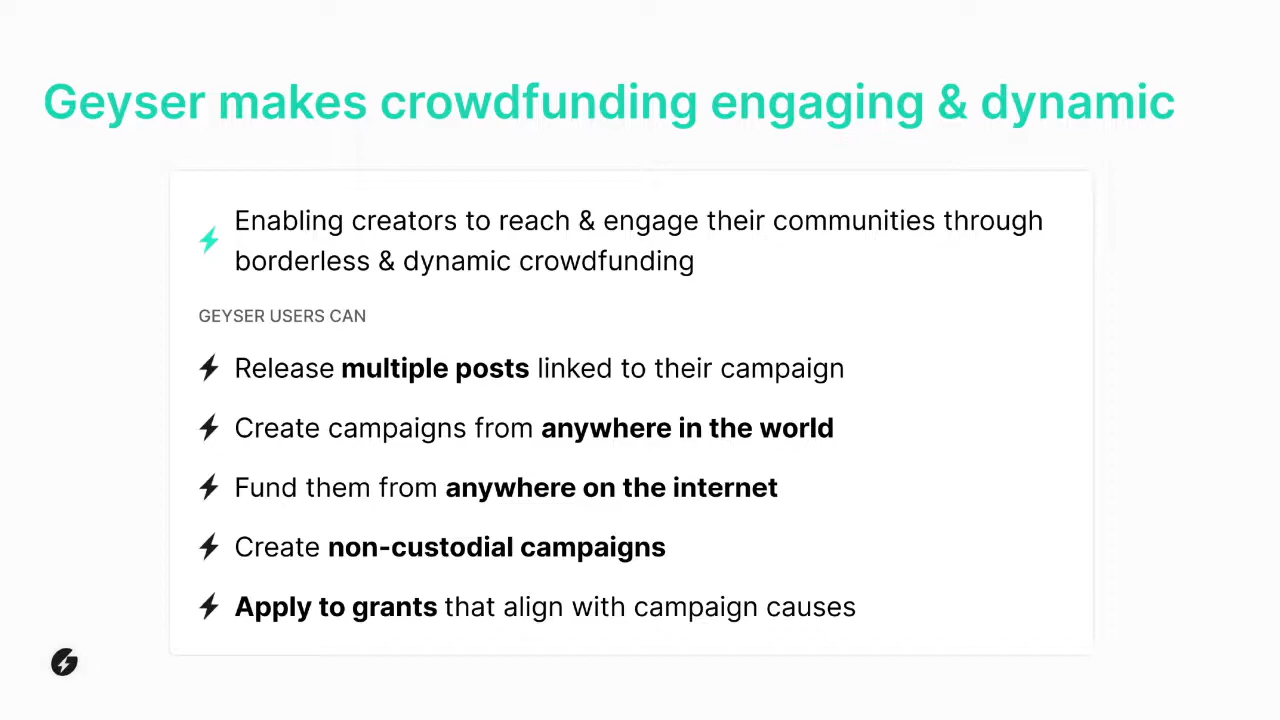 Geyser makes crowdfunding engaging & dynamic
Enabling creators to reach & engage their communities through
borderless & dynamic crowdfunding
GEYSER USERS CAN
Release multiple posts linked to their campaign
Create campaigns from anywhere in the world
Fund them from anywhere on the internet
Create non-custodial campaigns
Apply to grants that align with campaign causes